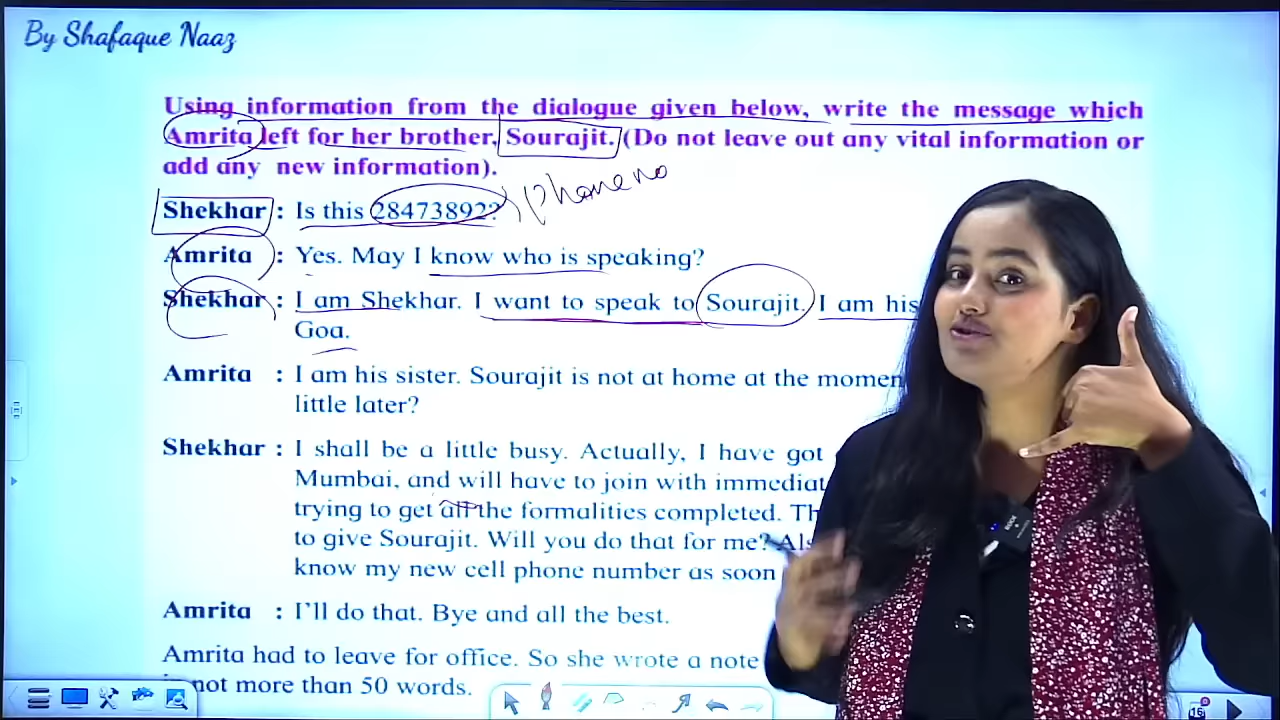 By Shafaque Naaz
Using information from the dialogue given below, write the message which
Amrita left for her brother, Sourajit. (Do not leave out any vital information or
add any new information).
Phone no
Shekhar : Is this 28473892?
Amrita : Yes. May I know who is speaking?
Shekhar : I am Shekhar. I want to speak to Sourajit. I am his
Goa.
Amrita : I am his sister. Sourajit is not at home at the
little later?
Shekhar : I shall be a little busy. Actually, I have got
Mumbai, and will have to join with
trying to get all the formalities completed.
to give Sourajit. Will you do that for me?
know my new cell phone number as soon
Amrita : I'll do that. Bye and all the best.
Amrita had to leave for office. So she wrote a note
not more than 50 words.
16